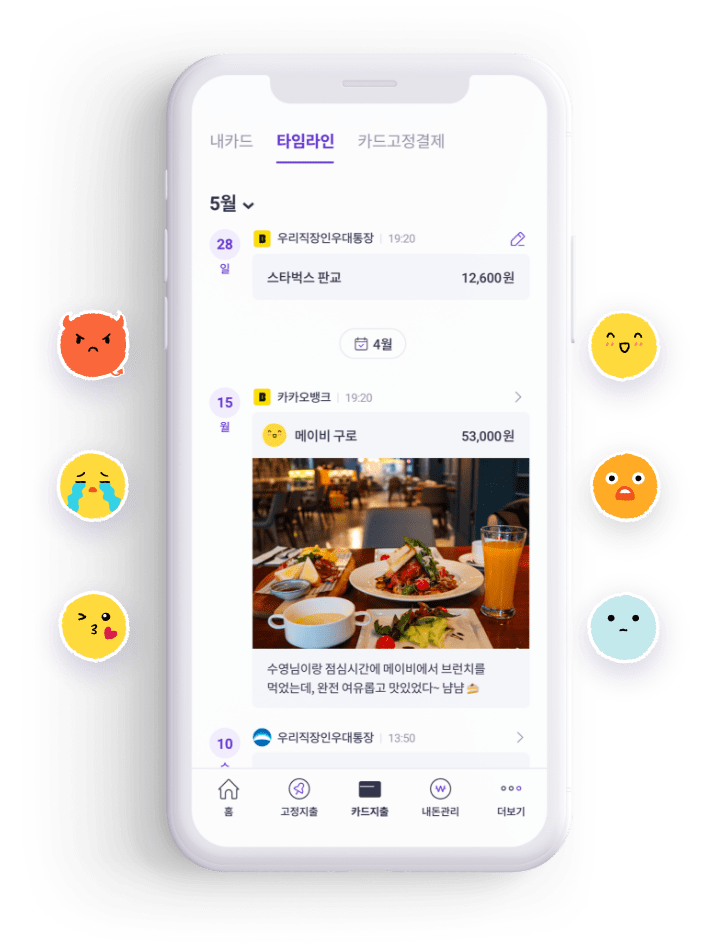 내카드 타임라인 카드고정결제
5월
28 B 우리직장인우대통장 | 19:20
일
스타벅스 판교 12,600원
4월
15 B 카카오뱅크 | 19:20
월
메이비 구로 53,000원
수영님이랑 점심시간에 메이비에서 브런치를
먹었는데, 완전 여유롭고 맛있었다~ 냠냠 🍰
10 우리직장인우대통장 | 13:50
홈 고정지출 카드지출 내돈관리 더보기